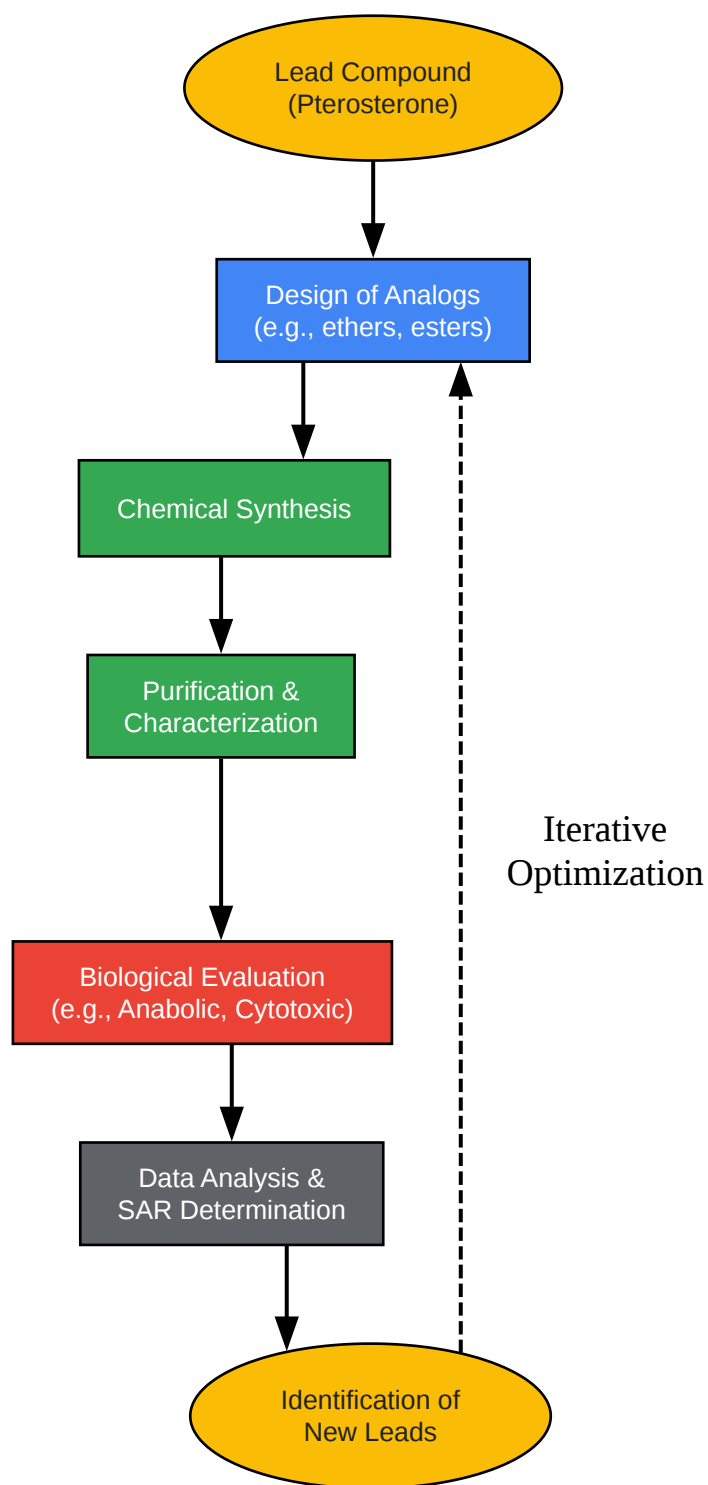 Lead Compound
(Pterosterone)
Design of Analogs
(e.g., ethers, esters)
Chemical Synthesis
Purification &
Characterization
Iterative
Optimization
Biological Evaluation
(e.g., Anabolic, Cytotoxic)
Data Analysis &
SAR Determination
Identification of
New Leads